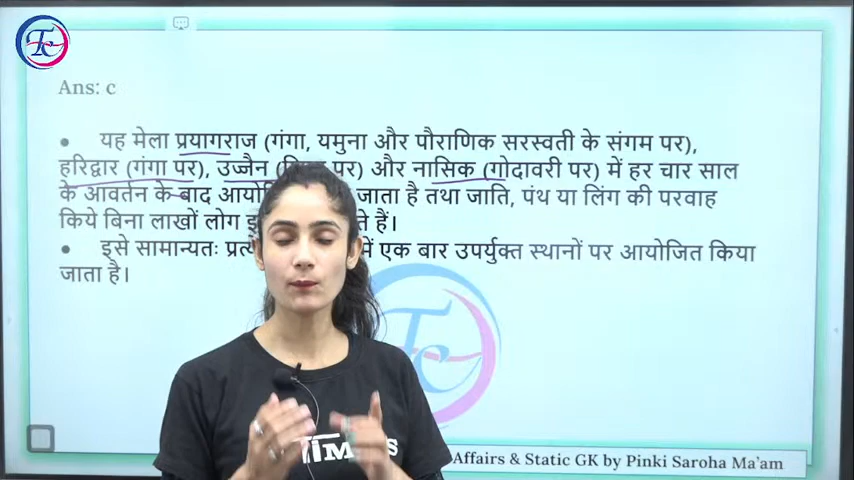 Ans: c
● यह मेला प्रयागराज (गंगा, यमुना और पौराणिक सरस्वती के संगम पर),
हरिद्वार (गंगा पर), उज्जैन पर) और नासिक (गोदावरी पर) में हर चार साल
के आवर्तन के बाद जाता है तथा जाति, पंथ या लिंग की परवाह
किये बिना लाखों लोग हैं।
● इसे सामान्यतः में एक बार उपर्युक्त स्थानों पर आयोजित किया
जाता है।
Affairs & Static GK by Pinki Saroha Ma'am